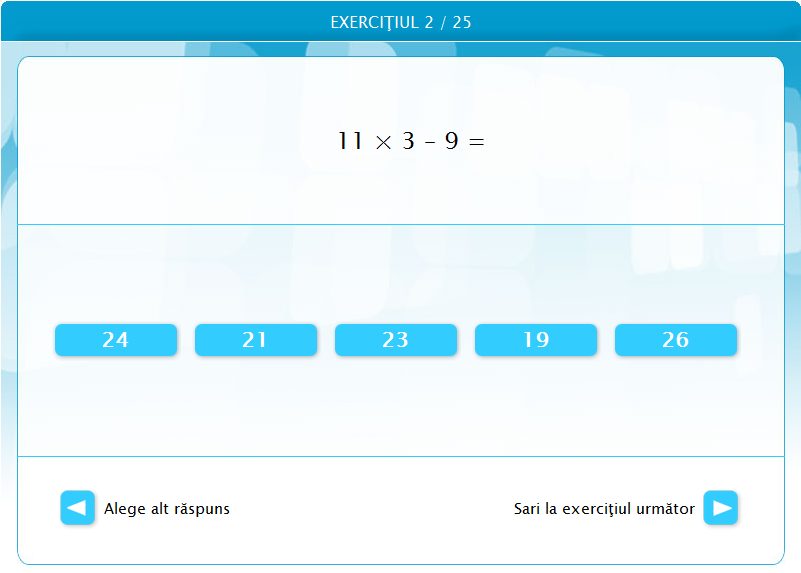 EXERCIŢIUL 2 / 25
11 × 3 – 9 =
24 21 23 19 26
Alege alt răspuns Sari la exerciţiul următor